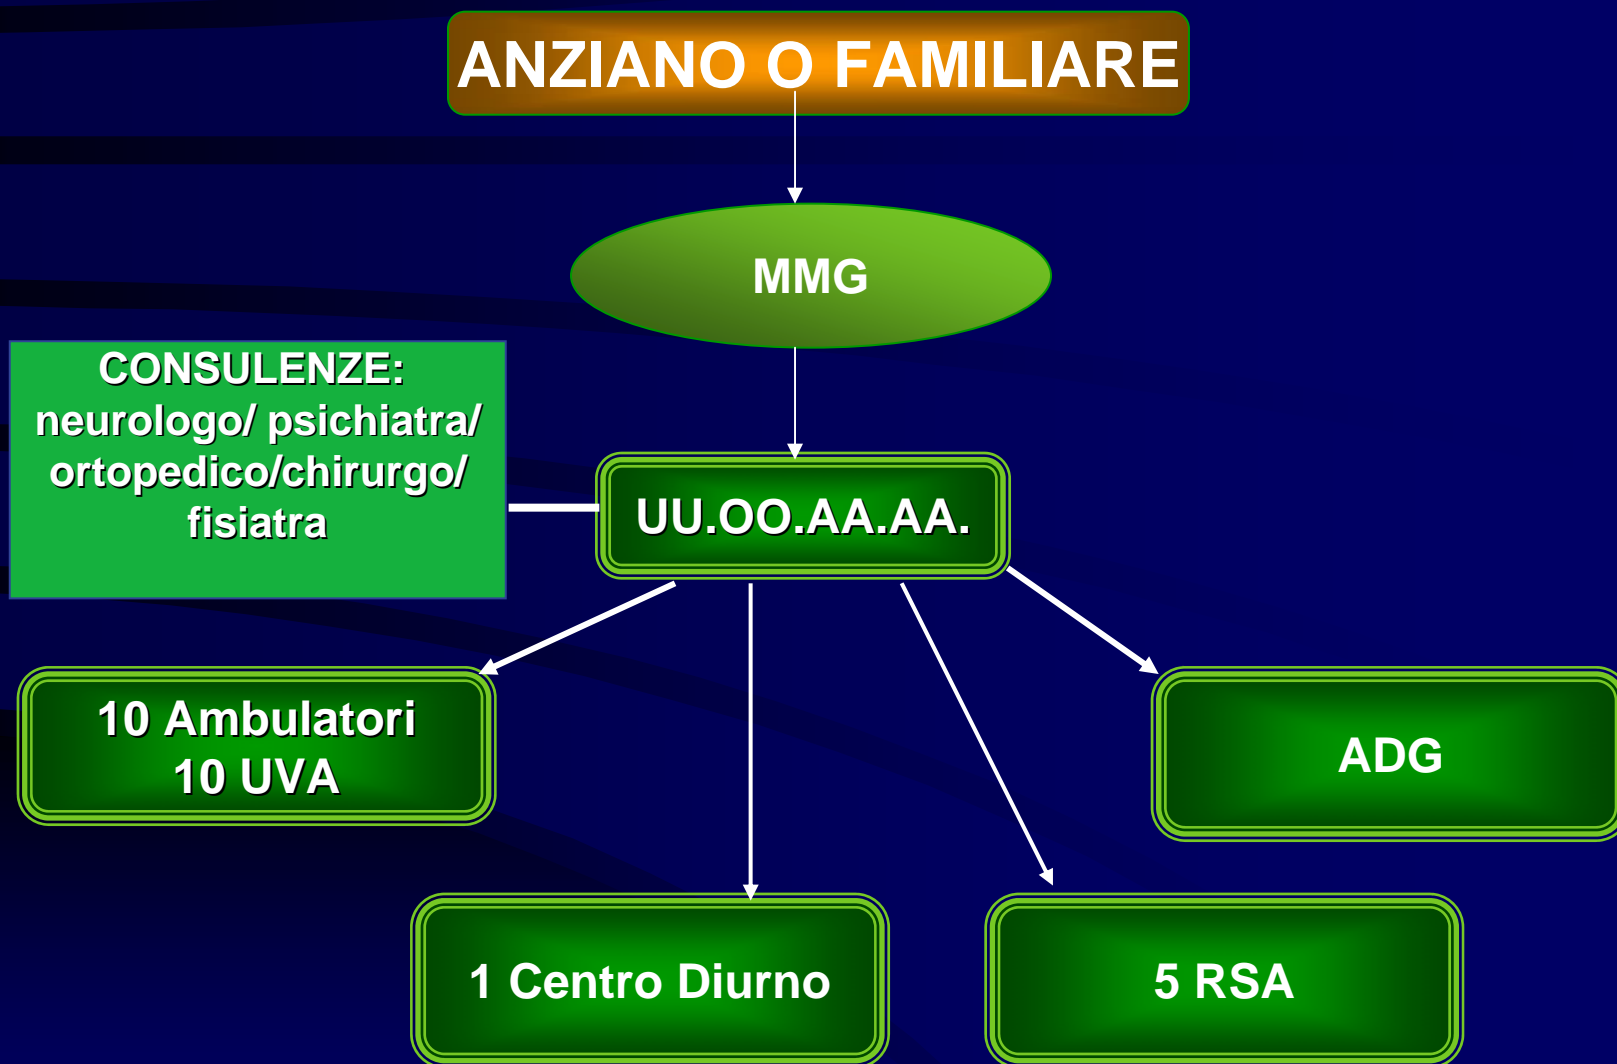 ANZIANO O FAMILIARE
MMG
CONSULENZE:
neurologo/ psichiatra/
ortopedico/chirurgo/
fisiatra
UU.OO.AA.AA.
10 Ambulatori
10 UVA
ADG
1 Centro Diurno
5 RSA